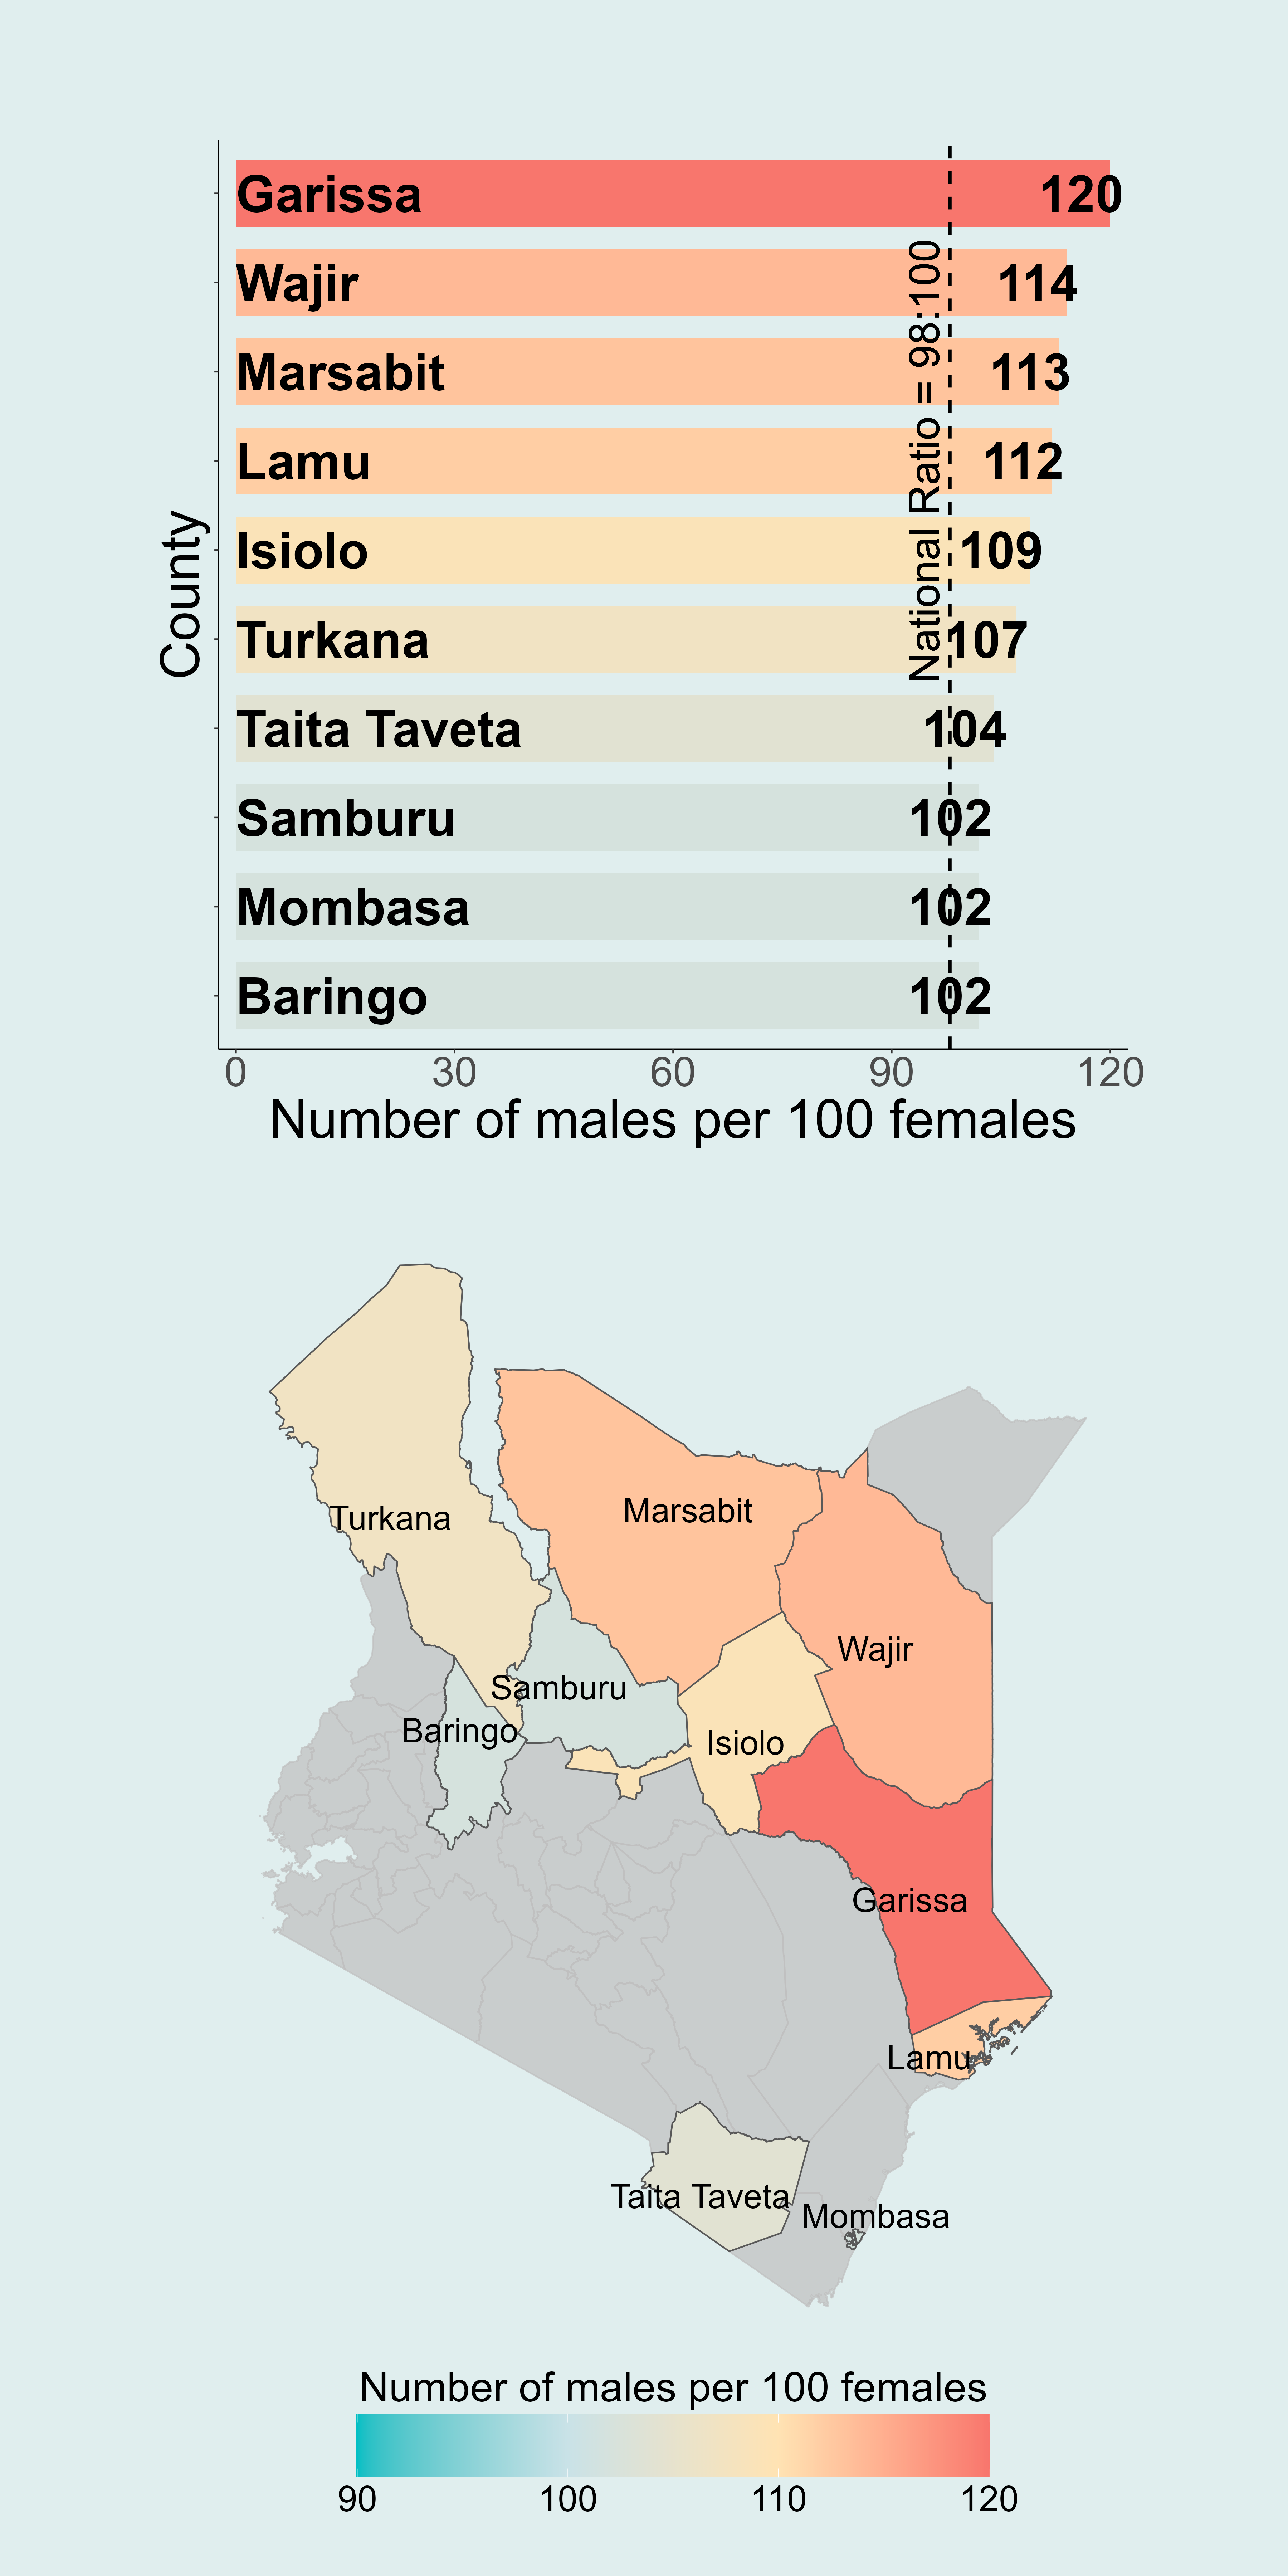 Garissa 120
Wajir 114
Marsabit 113
Lamu 112
Isiolo 109
Turkana 107
Taita Taveta 104
Samburu 102
Mombasa 102
Baringo 102
National Ratio = 98:100
County
0 30 60 90 120
Number of males per 100 females
Turkana
Marsabit
Wajir
Samburu
Baringo
Isiolo
Garissa
Lamu
Taita Taveta
Mombasa
Number of males per 100 females
90 100 110 120